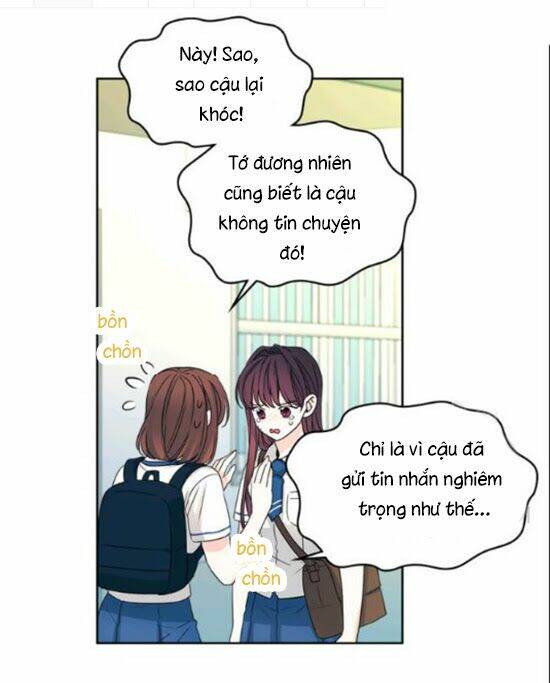 Này! Sao,
sao cậu lại
khóc!
Tớ đương nhiên
cũng biết là cậu
không tin chuyện
đó!
bồn
chồn
Chỉ là vì cậu đã
gửi tin nhắn nghiêm
trọng như thế...
bồn
chồn